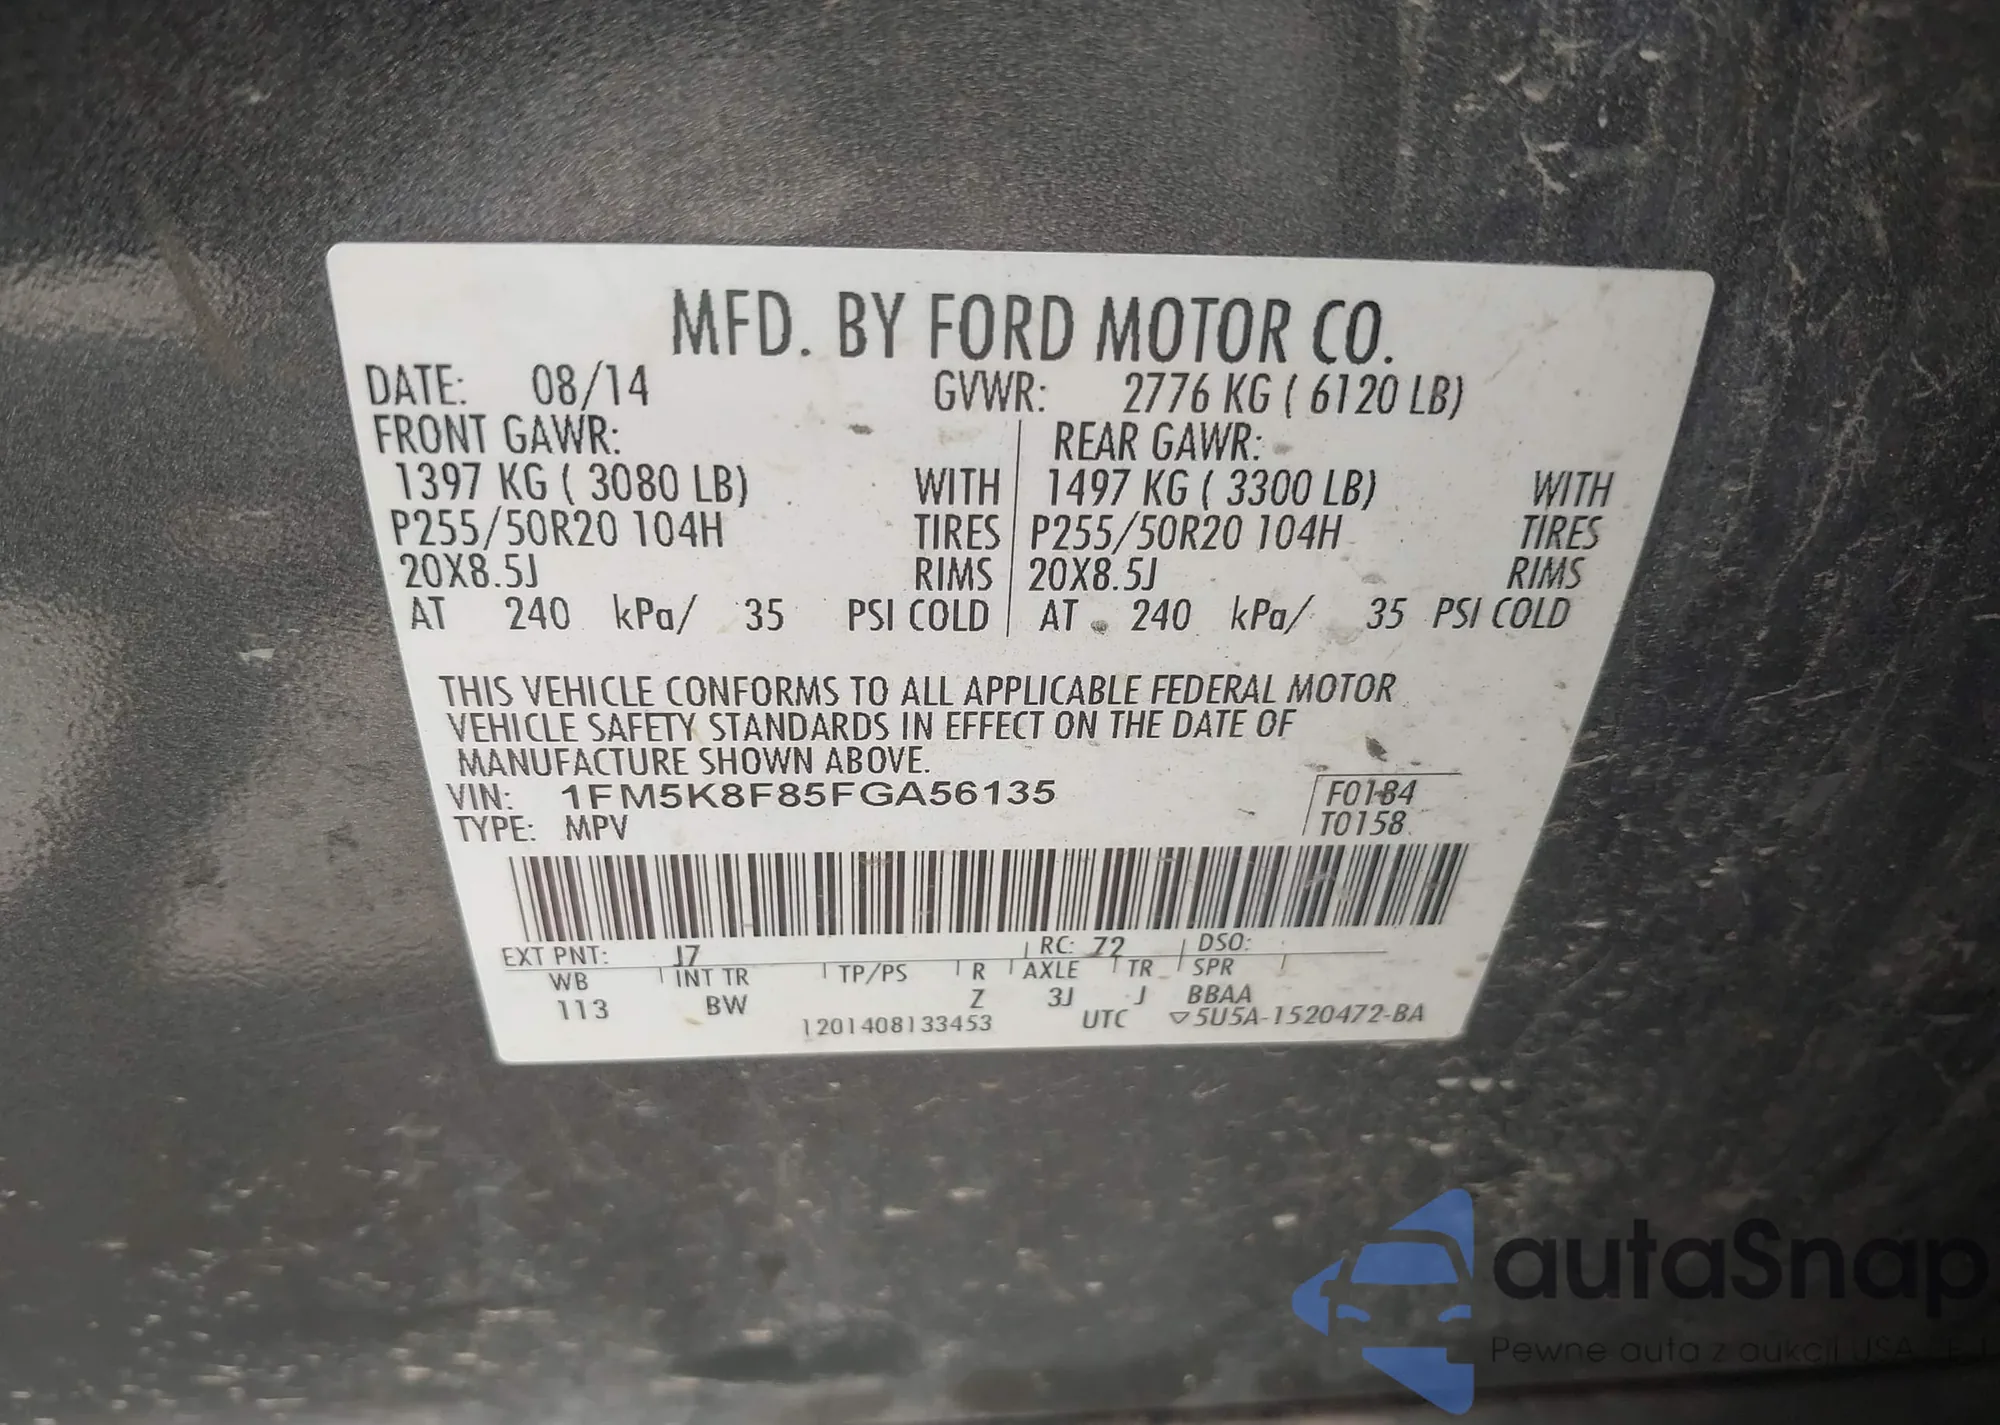 MFD. BY FORD MOTOR CO.
DATE: 08/14 GVWR: 2776 KG ( 6120 LB)
FRONT GAWR: REAR GAWR:
1397 KG ( 3080 LB) WITH 1497 KG ( 3300 LB) WITH
P255/50R20 104H TIRES P255/50R20 104H TIRES
20X8.5J RIMS 20X8.5J RIMS
AT 240 kPa/ 35 PSI COLD AT 240 kPa/ 35 PSI COLD
THIS VEHICLE CONFORMS TO ALL APPLICABLE FEDERAL MOTOR
VEHICLE SAFETY STANDARDS IN EFFECT ON THE DATE OF
MANUFACTURE SHOWN ABOVE.
VIN: 1FM5K8F85FGA56135 F0184
TYPE: MPV T0158
EXT PNT: J7 RC: 72 DSO:
WB INT TR TP/PS R AXLE TR SPR
113 BW Z 3J J BBAA
1201408133453 UTC ▽5U5A-1520472-BA
autaSnap
Pewne auta z aukcji USA